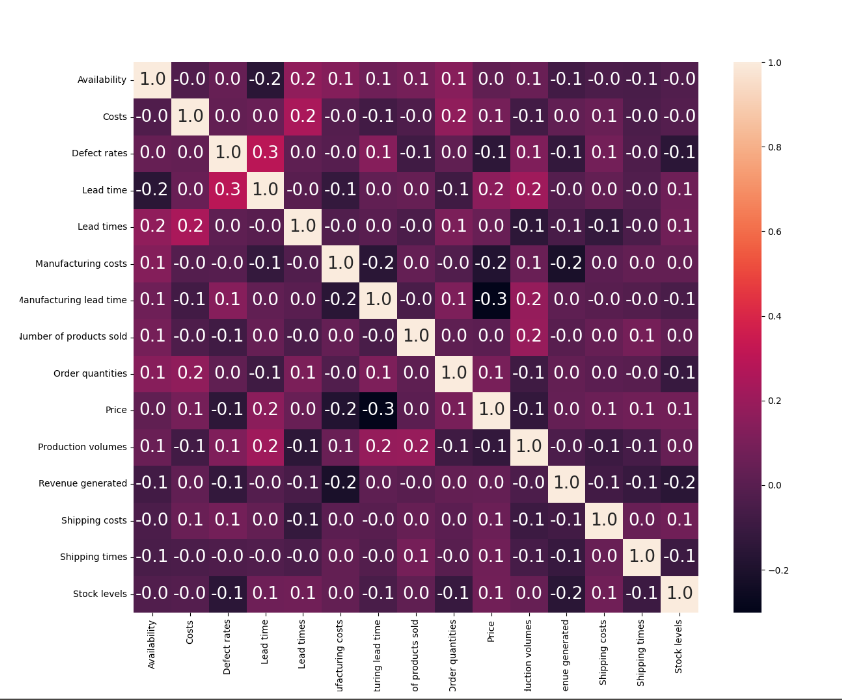 Availability 1.0 -0.0 0.0 -0.2 0.2 0.1 0.1 0.1 0.1 0.0 0.1 -0.1 -0.0 -0.1 -0.0
Costs -0.0 1.0 0.0 0.0 0.2 -0.0 -0.1 -0.0 0.2 0.1 -0.1 0.0 0.1 -0.0 -0.0
Defect rates 0.0 0.0 1.0 0.3 0.0 -0.0 0.1 -0.1 0.0 -0.1 0.1 -0.1 0.1 -0.0 -0.1
Lead time -0.2 0.0 0.3 1.0 -0.0 -0.1 0.0 0.0 -0.1 0.2 0.2 -0.0 0.0 -0.0 0.1
Lead times 0.2 0.2 0.0 -0.0 1.0 -0.0 0.0 -0.0 0.1 0.0 -0.1 -0.1 -0.1 0.0 0.1
Manufacturing costs 0.1 -0.0 -0.0 -0.1 -0.0 1.0 -0.2 0.0 -0.0 -0.2 0.1 -0.2 0.0 0.0 0.0
anufacturing lead time 0.1 -0.1 0.1 0.0 0.0 -0.2 1.0 -0.0 0.1 -0.3 0.2 0.0 -0.0 -0.0 -0.1
umber of products sold 0.1 -0.0 -0.1 0.0 -0.0 0.0 -0.0 1.0 0.0 0.0 0.2 -0.0 0.0 0.1 0.0
Order quantities 0.1 0.2 0.0 -0.1 0.1 -0.0 0.1 0.0 1.0 0.1 -0.1 0.0 0.0 -0.0 -0.1
Price 0.0 0.1 -0.1 0.2 0.0 -0.2 -0.3 0.0 0.1 1.0 -0.1 0.0 0.1 0.1 0.1
Production volumes 0.1 -0.1 0.1 0.2 -0.1 0.1 0.2 0.2 -0.1 -0.1 1.0 -0.0 -0.1 -0.1 0.0
Revenue generated -0.1 0.0 -0.1 -0.0 -0.1 -0.2 0.0 -0.0 0.0 0.0 -0.0 1.0 -0.1 -0.1 -0.2
Shipping costs -0.0 0.1 0.1 0.0 -0.1 0.0 -0.0 0.0 0.0 0.1 -0.1 -0.1 1.0 0.0 0.1
Shipping times -0.1 -0.0 -0.0 -0.0 0.0 0.0 -0.0 0.1 -0.0 0.1 -0.1 -0.1 0.0 1.0 -0.1
Stock levels -0.0 -0.0 -0.1 0.1 0.1 0.0 -0.1 0.0 -0.1 0.1 0.0 -0.2 0.1 -0.1 1.0
Availability
Costs
Defect rates
Lead time
Lead times
ufacturing costs
turing lead time
of products sold
Order quantities
Price
uction volumes
enue generated
Shipping costs
Shipping times
Stock levels
1.0
0.8
0.6
0.4
0.2
0.0
−0.2